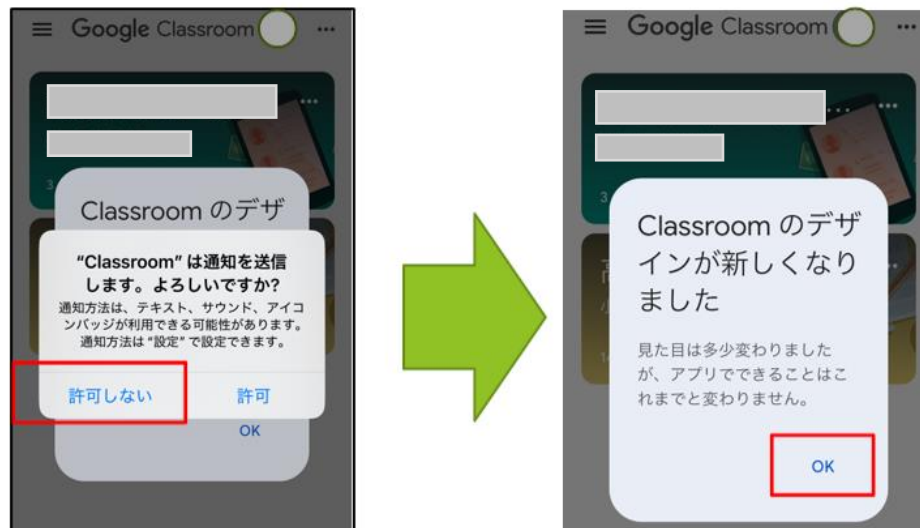 Google Classroom
3
Classroom のデザ
“Classroom” は通知を送信
します。よろしいですか?
通知方法は、テキスト、サウンド、アイコ
ンバッジが利用できる可能性があります。
通知方法は “設定” で設定できます。
許可しない
許可
OK
Google Classroom
3
Classroom のデザ
インが新しくなり
ました
見た目は多少変わりました
が、アプリでできることはこ
れまでと変わりません。
OK